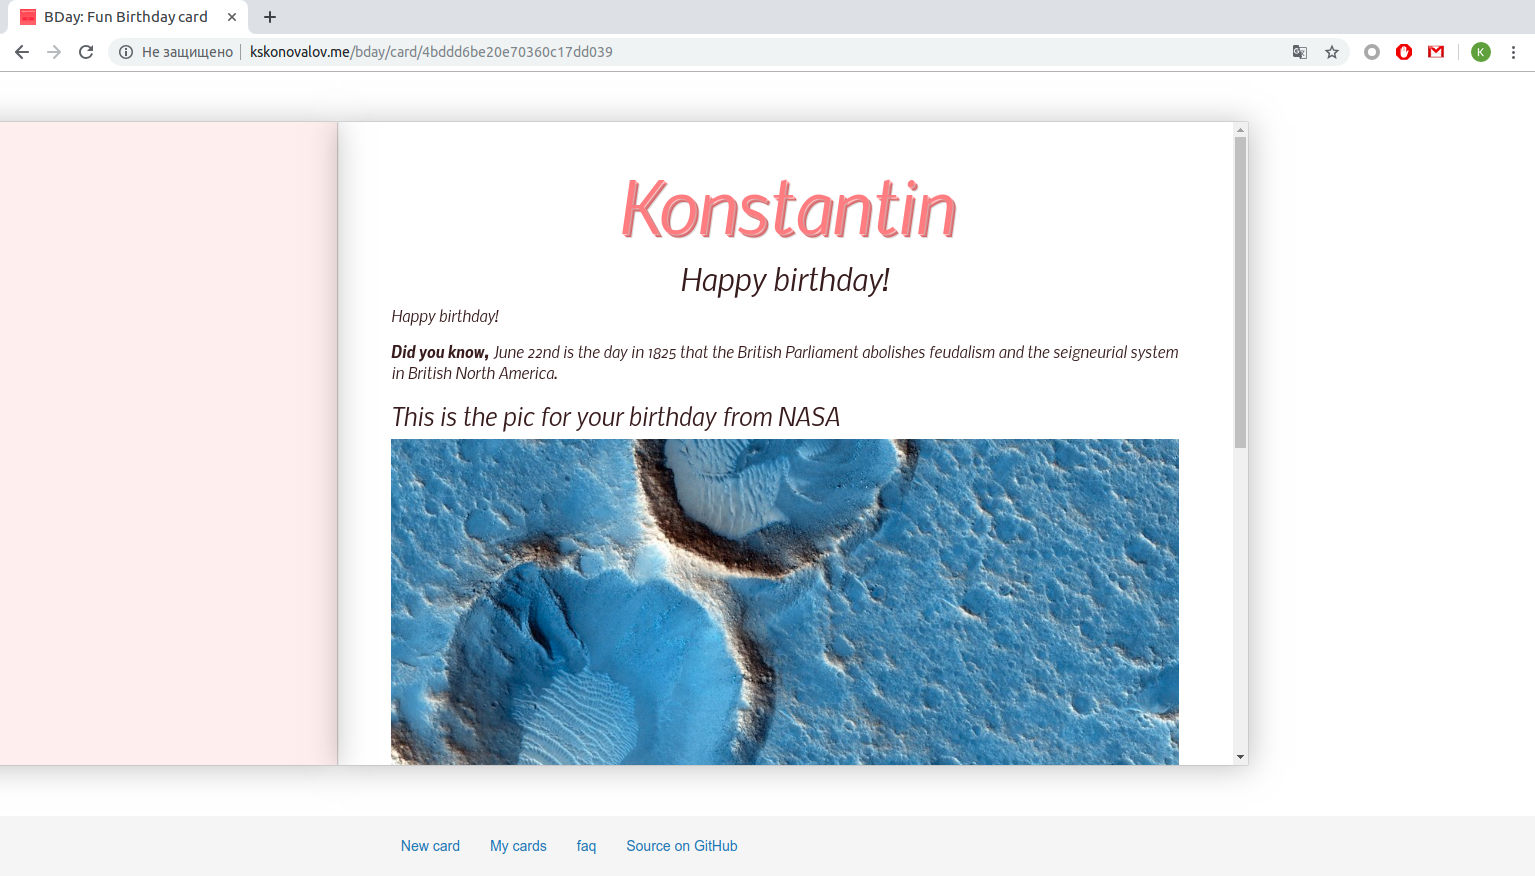 BDay: Fun Birthday card
Не защищено kskonovalov.me/bday/card/4bddd6be20e70360c17dd039
K
Konstantin
Happy birthday!
Happy birthday!
Did you know, June 22nd is the day in 1825 that the British Parliament abolishes feudalism and the seigneurial system
in British North America.
This is the pic for your birthday from NASA
New card My cards faq Source on GitHub